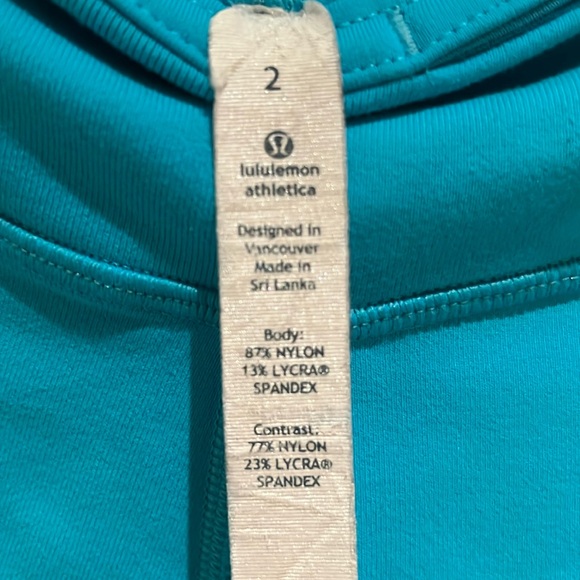 2
lululemon
athletica
Designed in
Vancouver
Made in
Sri Lanka
Body:
87% NYLON
13% LYCRA®
SPANDEX
Contrast:
77% NYLON
23% LYCRA®
SPANDEX